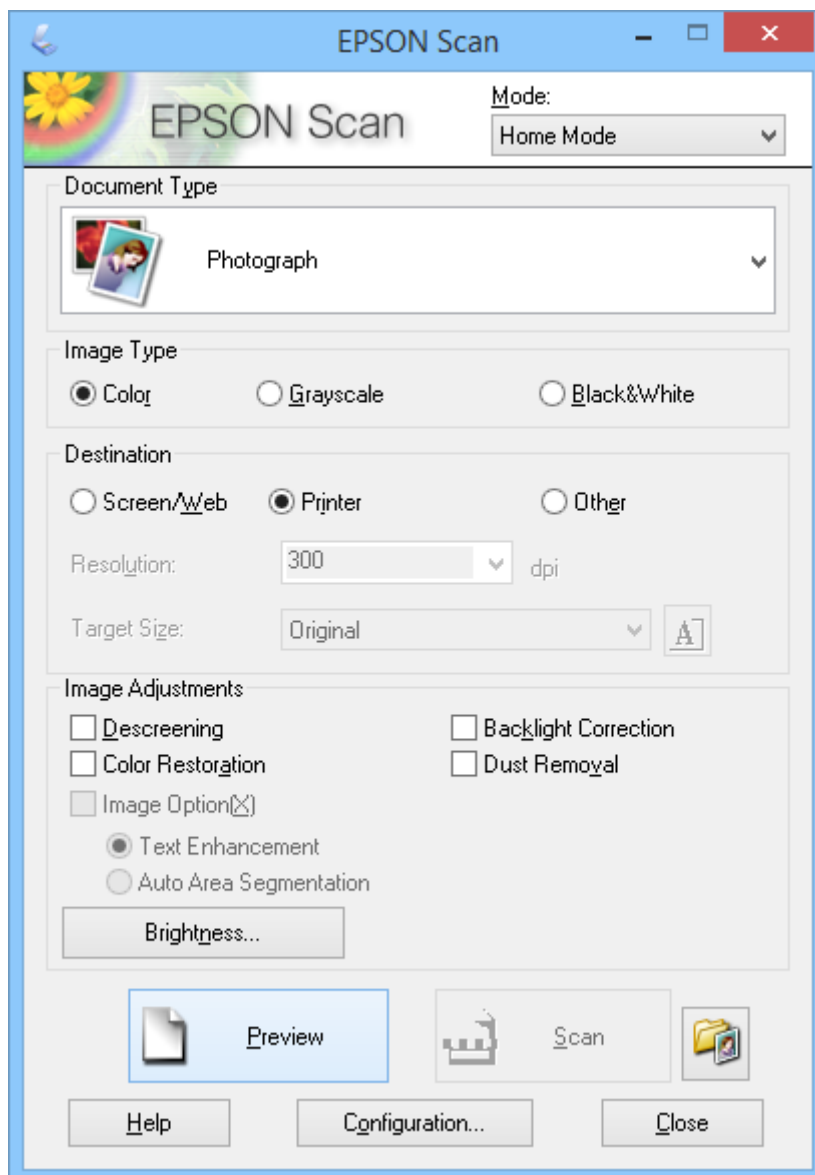 EPSON Scan
EPSON Scan
Mode:
Home Mode
Document Type
Photograph
Image Type
Color Grayscale Black&White
Destination
Screen/Web Printer Other
Resolution: 300 dpi
Target Size: Original A
Image Adjustments
Descreening Backlight Correction
Color Restoration Dust Removal
Image Option(X)
Text Enhancement
Auto Area Segmentation
Brightness...
Preview Scan
Help Configuration... Close